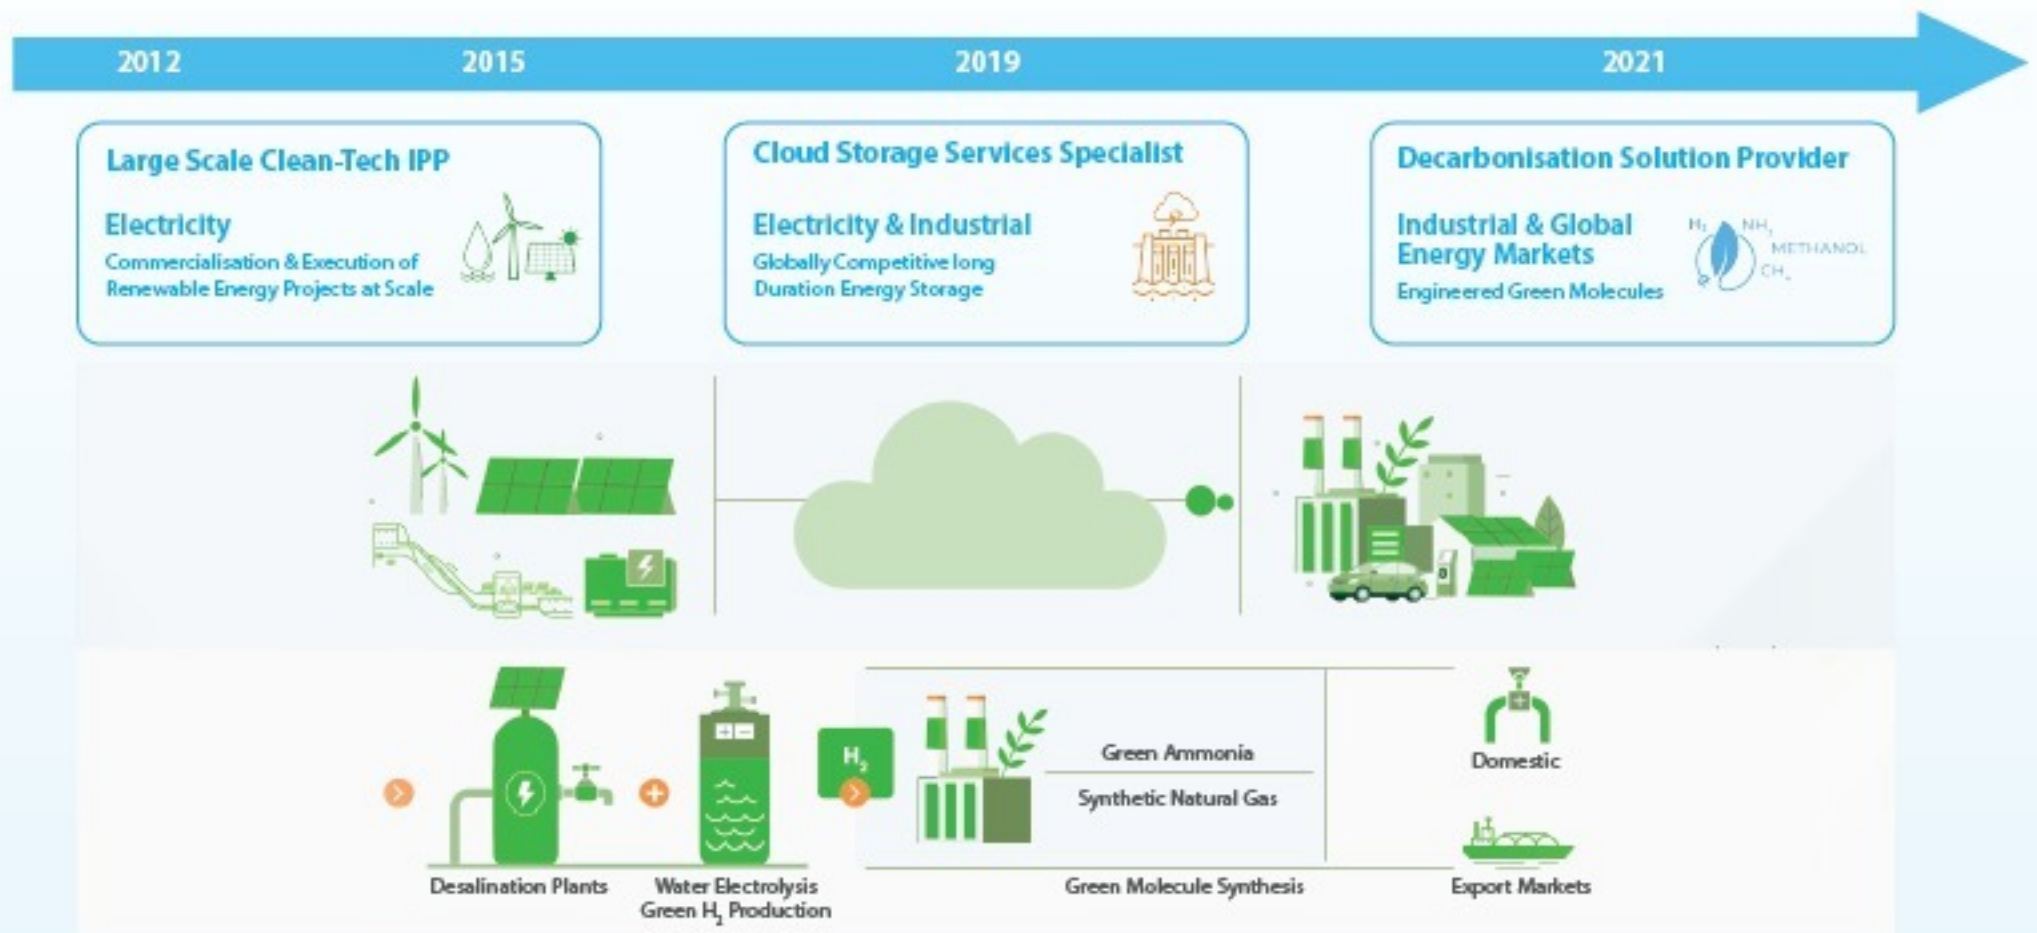 2012
2015
2019
2021
Large Scale Clean-Tech IPP
Electricity
Commercialisation & Execution of
Renewable Energy Projects at Scale
Cloud Storage Services Specialist
Electricity & Industrial
Globally Competitive long
Duration Energy Storage
Decarbonisation Solution Provider
Industrial & Global
Energy Markets
Engineered Green Molecules
H₂
NH₃
METHANOL
CH₄
H₂
Green Ammonia
Synthetic Natural Gas
Domestic
Desalination Plants
Water Electrolysis
Green H₂ Production
Green Molecule Synthesis
Export Markets